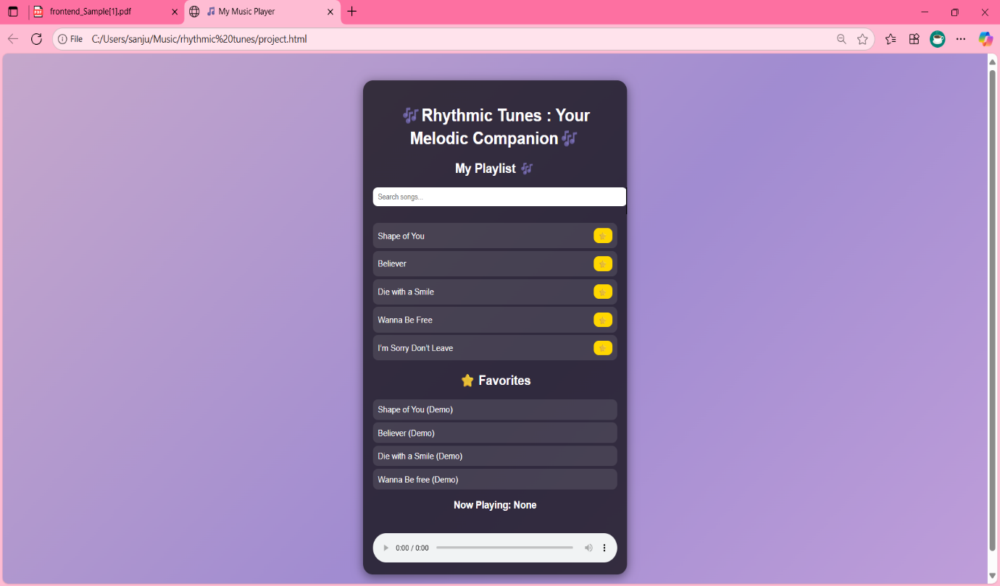 frontend_Sample[1].pdf
🎵 My Music Player
File C:/Users/sanju/Music/rhythmic%20tunes/project.html
🎶Rhythmic Tunes : Your
Melodic Companion🎶
My Playlist 🎶
Search songs...
Shape of You
Believer
Die with a Smile
Wanna Be Free
I'm Sorry Don't Leave
⭐ Favorites
Shape of You (Demo)
Believer (Demo)
Die with a Smile (Demo)
Wanna Be free (Demo)
Now Playing: None
0:00 / 0:00